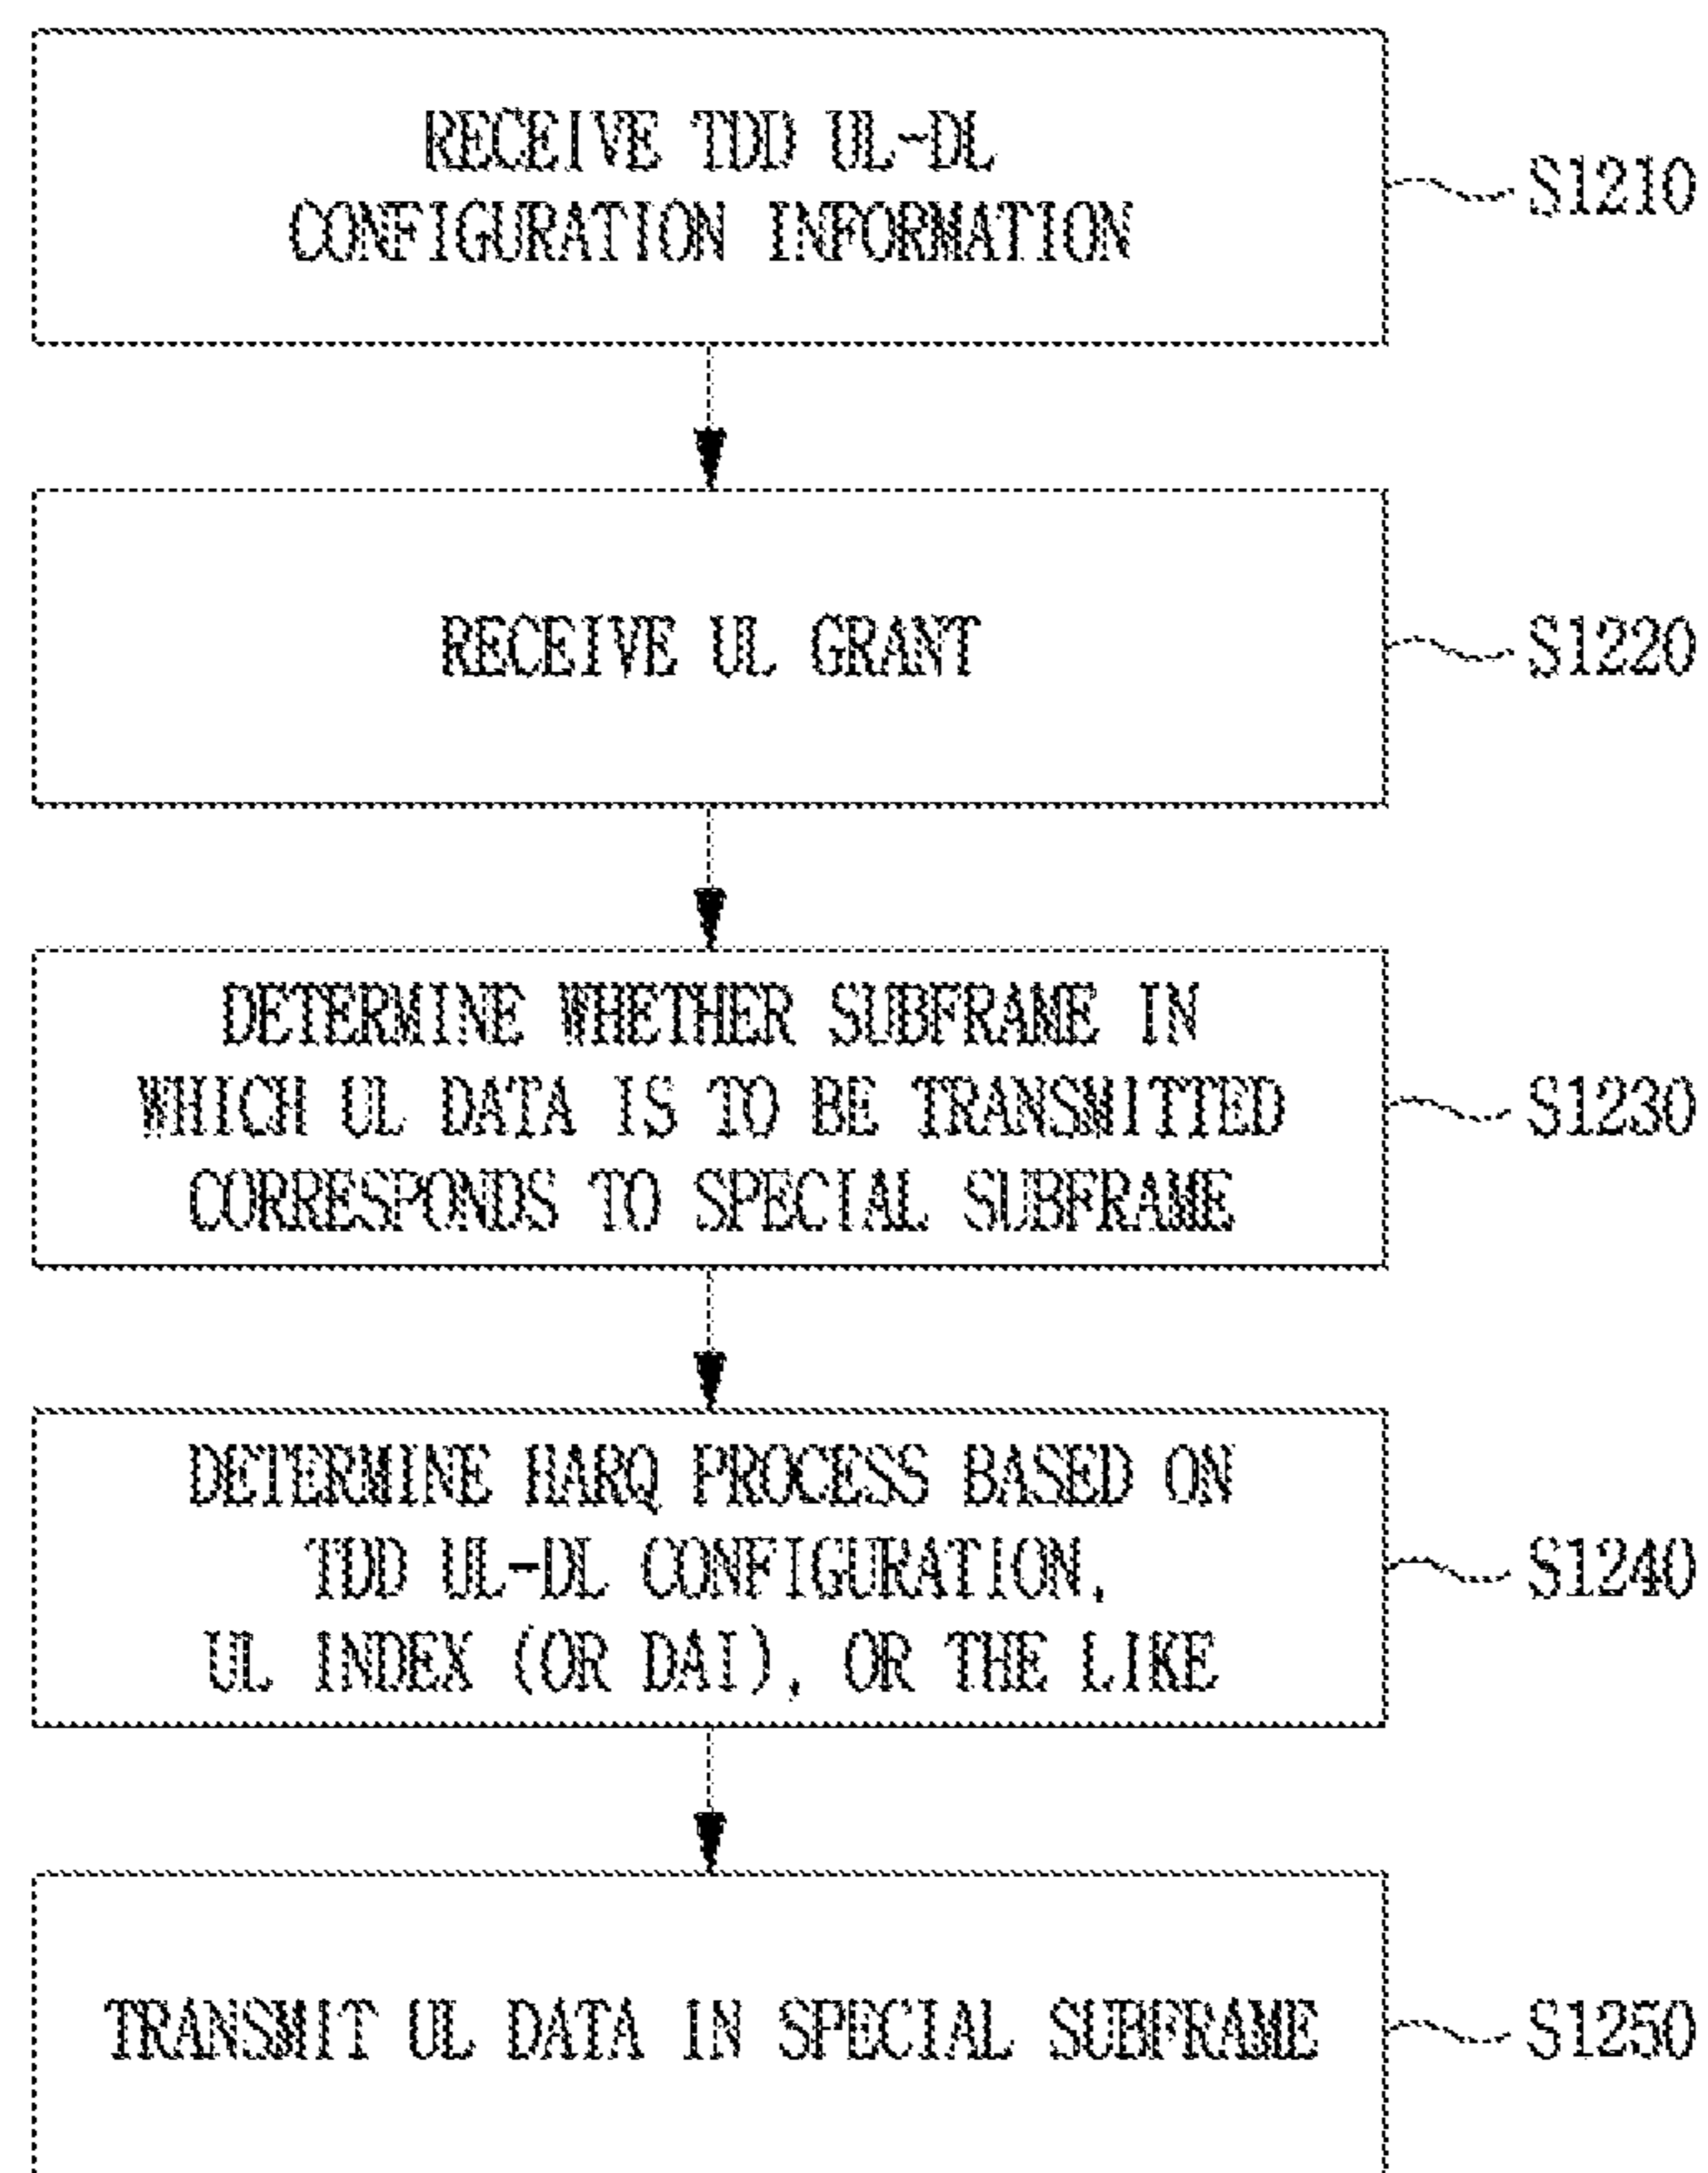 RECEIVE TDD UL-DL
CONFIGURATION INFORMATION
S1210
RECEIVE UL GRANT
S1220
DETERMINE WHETHER SUBFRAME IN
WHICH UL DATA IS TO BE TRANSMITTED
CORRESPONDS TO SPECIAL SUBFRAME
S1230
DETERMINE HARQ PROCESS BASED ON
TDD UL-DL CONFIGURATION,
UL INDEX (OR DAI), OR THE LIKE
S1240
TRANSMIT UL DATA IN SPECIAL SUBFRAME
S1250